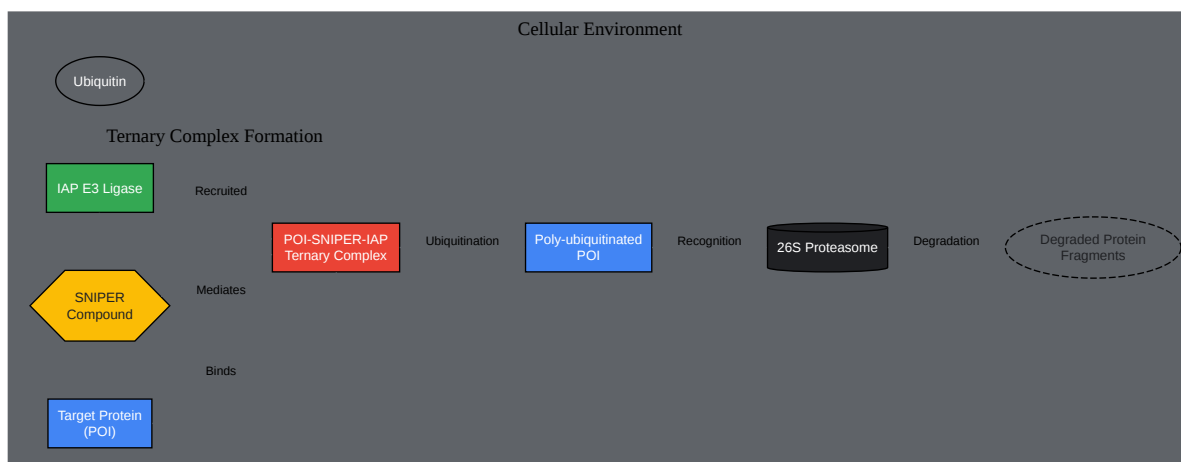 Cellular Environment
Ubiquitin
Ternary Complex Formation
IAP E3 Ligase
Recruited
POI-SNIPER-IAP
Ternary Complex
Ubiquitination
Poly-ubiquitinated
POI
Recognition
26S Proteasome
Degradation
Degraded Protein
Fragments
SNIPER
Compound
Mediates
Binds
Target Protein
(POI)